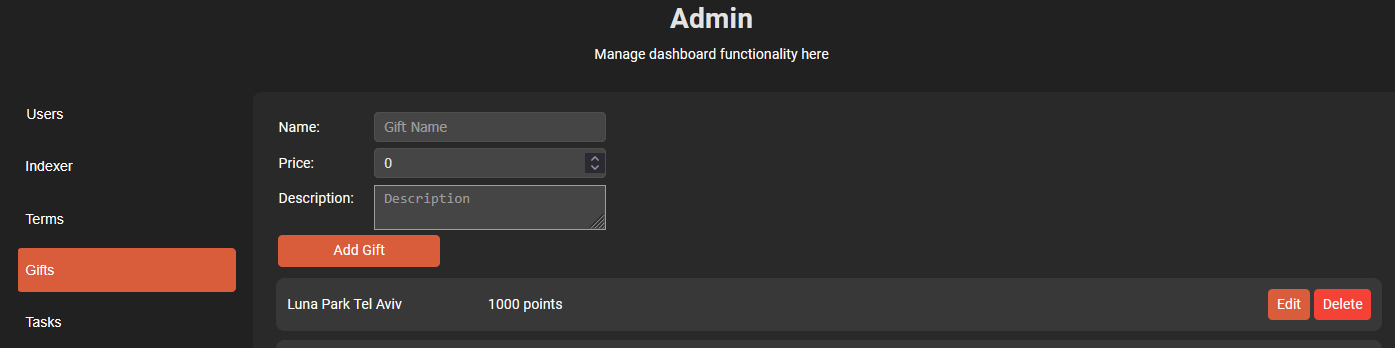 Admin
Manage dashboard functionality here
Users
Indexer
Terms
Gifts
Tasks
Name: Gift Name
Price: 0
Description: Description
Add Gift
Luna Park Tel Aviv 1000 points Edit Delete